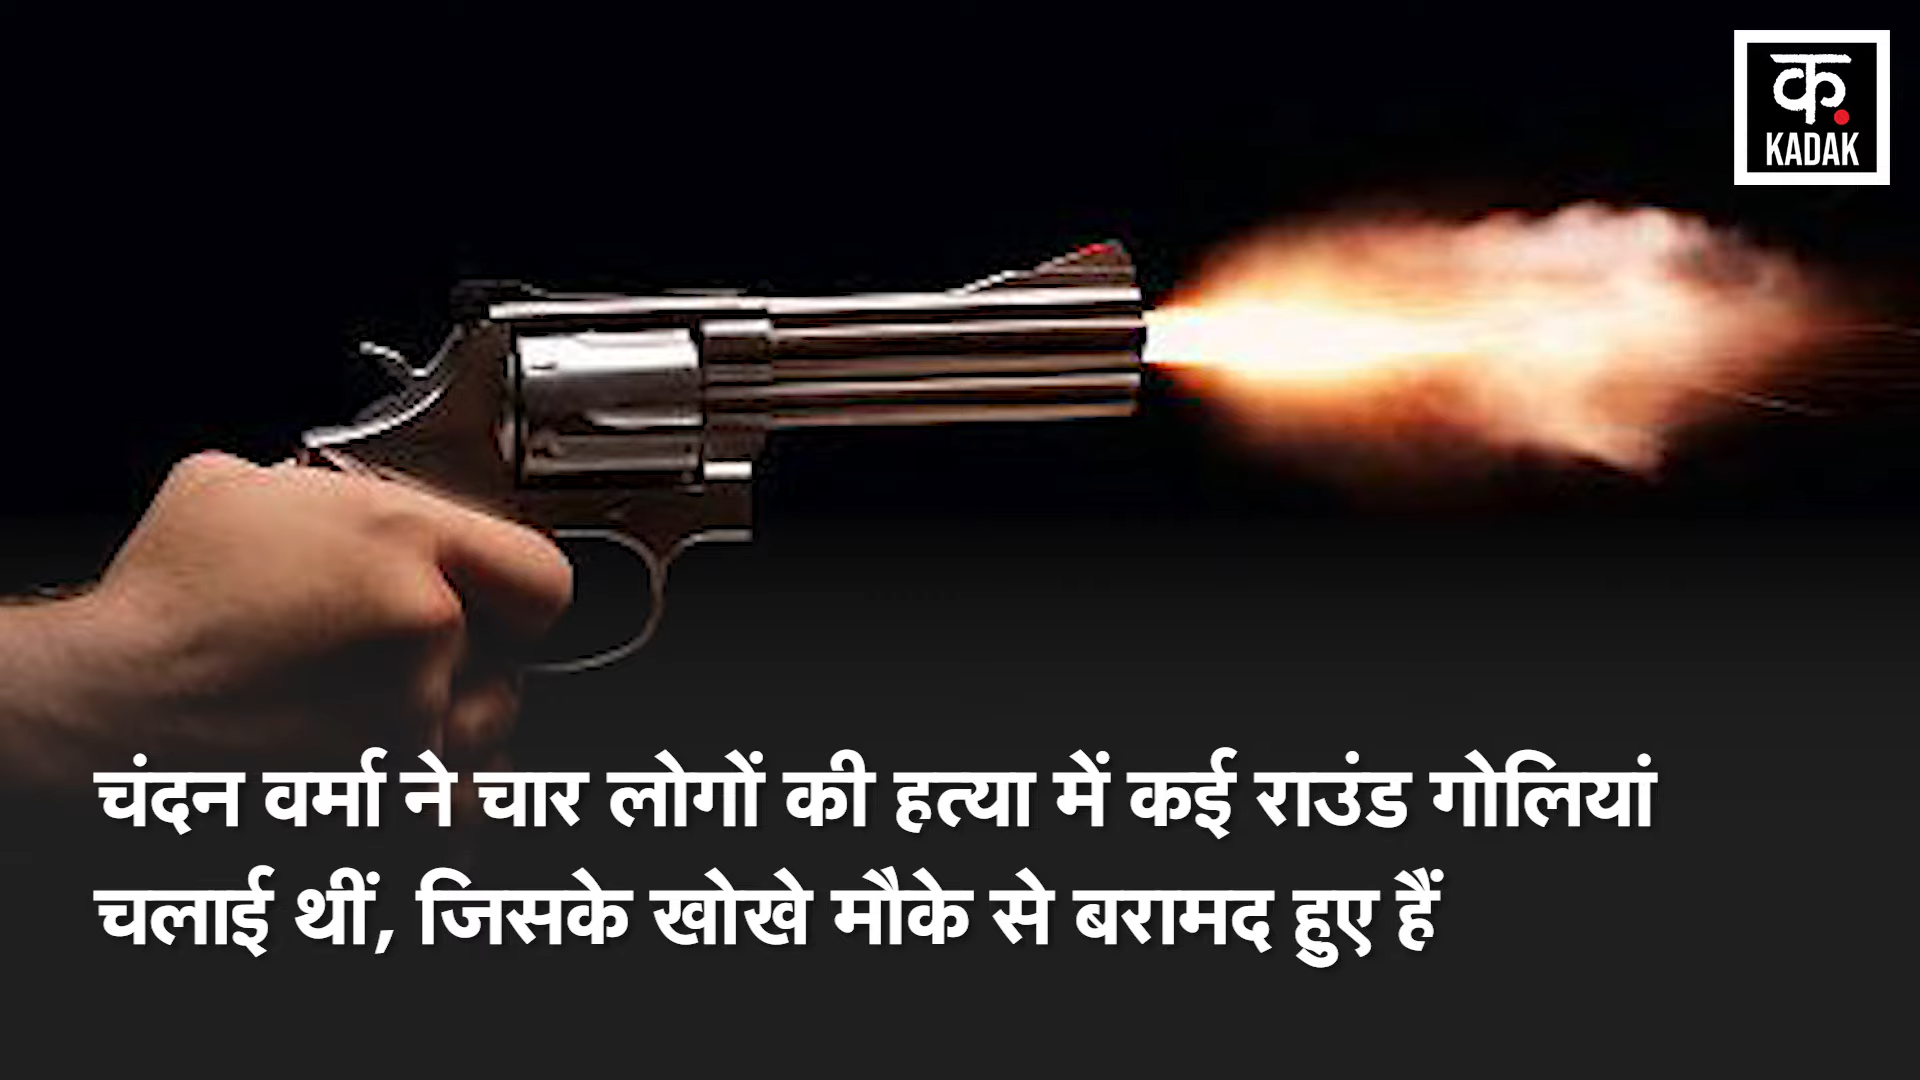 क
KADAK
चंदन वर्मा ने चार लोगों की हत्या में कई राउंड गोलियां
चलाई थीं, जिसके खोखे मौके से बरामद हुए हैं